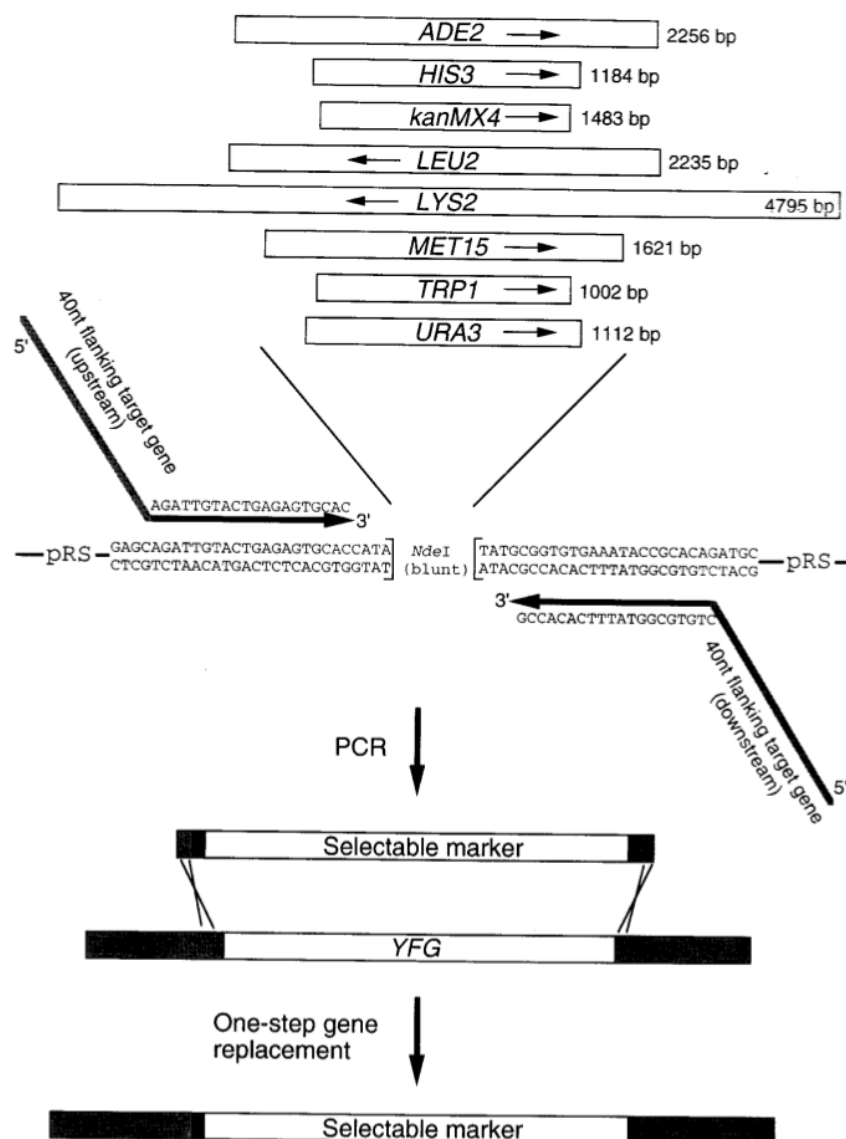 ADE2 2256 bp
HIS3 1184 bp
kanMX4 1483 bp
LEU2 2235 bp
LYS2 4795 bp
MET15 1621 bp
TRP1 1002 bp
URA3 1112 bp
5'
40nt flanking target gene
(upstream)
AGATTGTACTGAGAGTGCAC
3'
pRS GAGCAGATTGTACTGAGAGTGCACCATA NdeI TATGCGGTGTGAAATACCGCACAGATGC pRS
CTCGTCTAACATGACTCTCACGTGGTAT (blunt) ATACGCCACACTTTATGGCGTGTCTACG
3'
GCCACACTTTATGGCGTGTC
40nt flanking target gene
(downstream)
5'
PCR
Selectable marker
YFG
One-step gene
replacement
Selectable marker